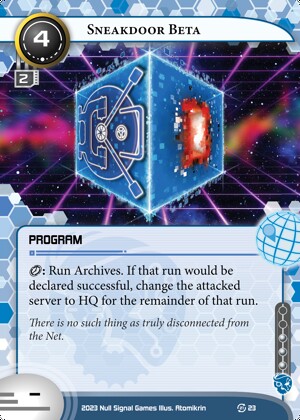 Sneakdoor Beta
4
2
PROGRAM
: Run Archives. If that run would be
declared successful, change the attacked
server to HQ for the remainder of that run.
There is no such thing as truly disconnected from
the Net.
–
2023 Null Signal Games Illus. Atomikrin
23